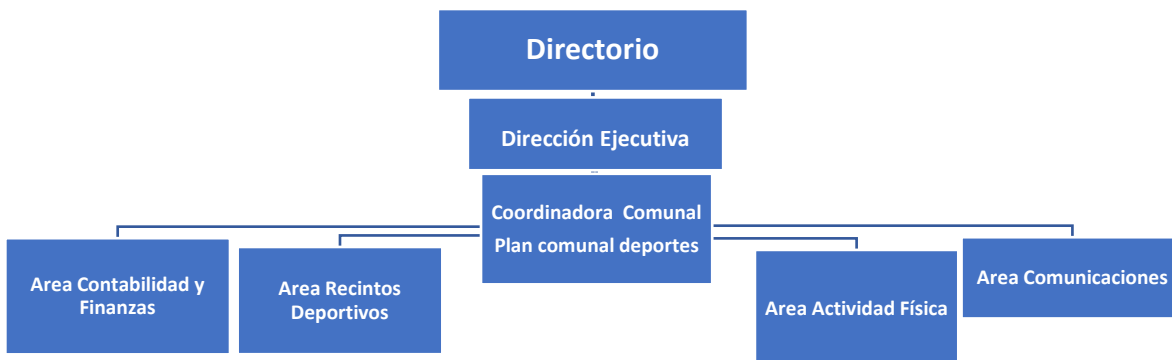 Directorio
Dirección Ejecutiva
Coordinadora Comunal
Plan comunal deportes
Area Contabilidad y
Finanzas
Area Recintos
Deportivos
Area Actividad Física
Area Comunicaciones